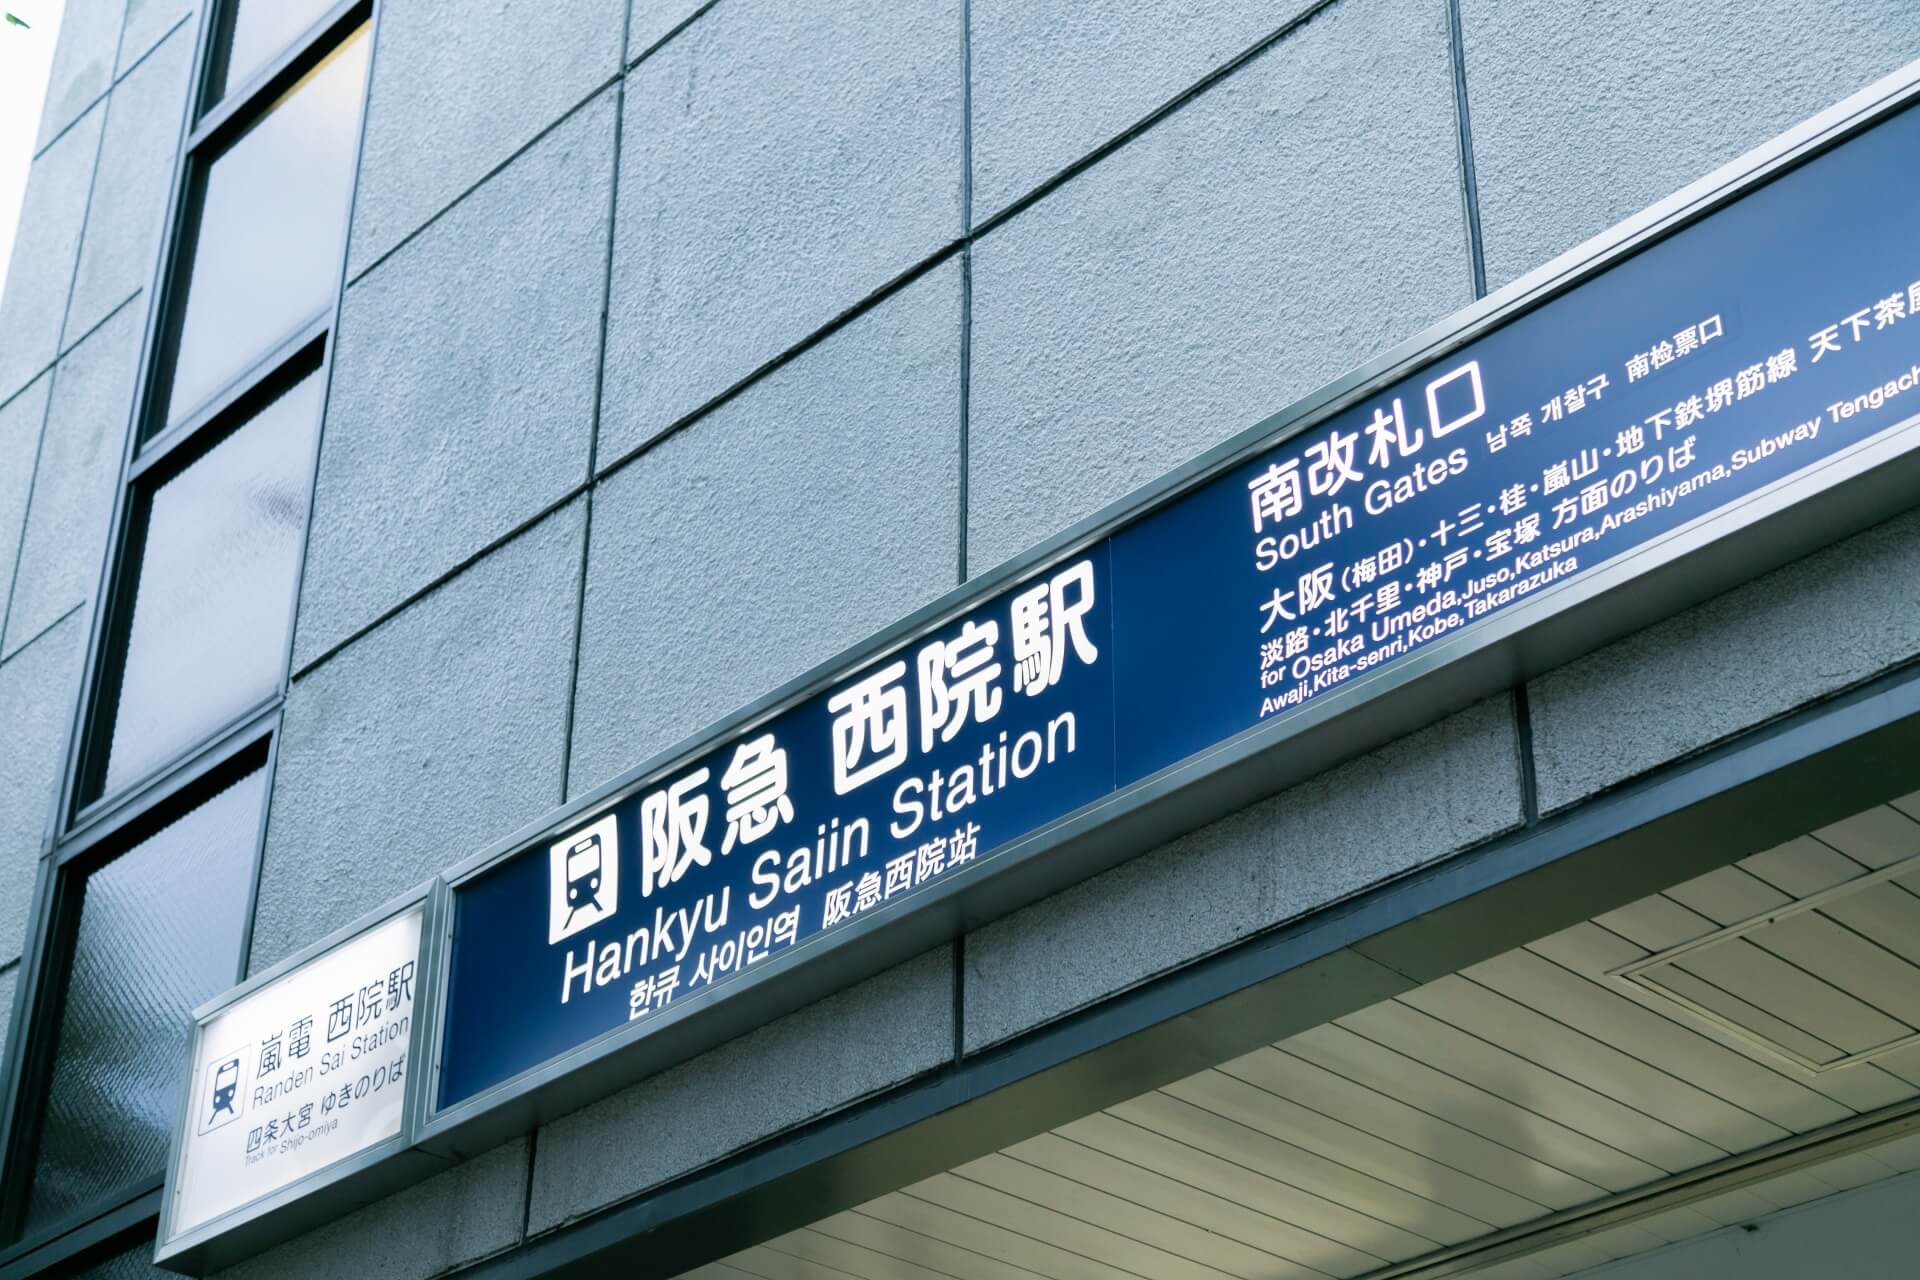 嵐電 西院駅
Randen Sai Station
四条大宮 ゆきのりば
Track for Shijo-omiya
阪急 西院駅
Hankyu Saiin Station
한큐 사이인역 阪急西院站
南改札口
South Gates 남쪽 개찰구 南检票口
大阪(梅田)・十三・桂・嵐山・地下鉄堺筋線 天下茶
淡路・北千里・神戸・宝塚 方面のりば
for Osaka Umeda,Juso,Katsura,Arashiyama,Subway Tengach
Awaji,Kita-senri,Kobe,Takarazuka